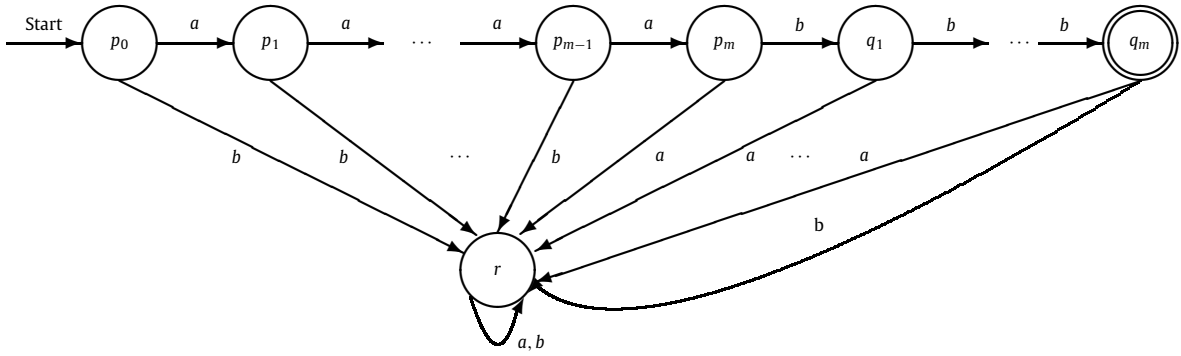 Start a a a a b b b
p0 p1 ··· pm−1 pm q1 ··· qm
b b ··· b a a ··· a
b
r
a, b